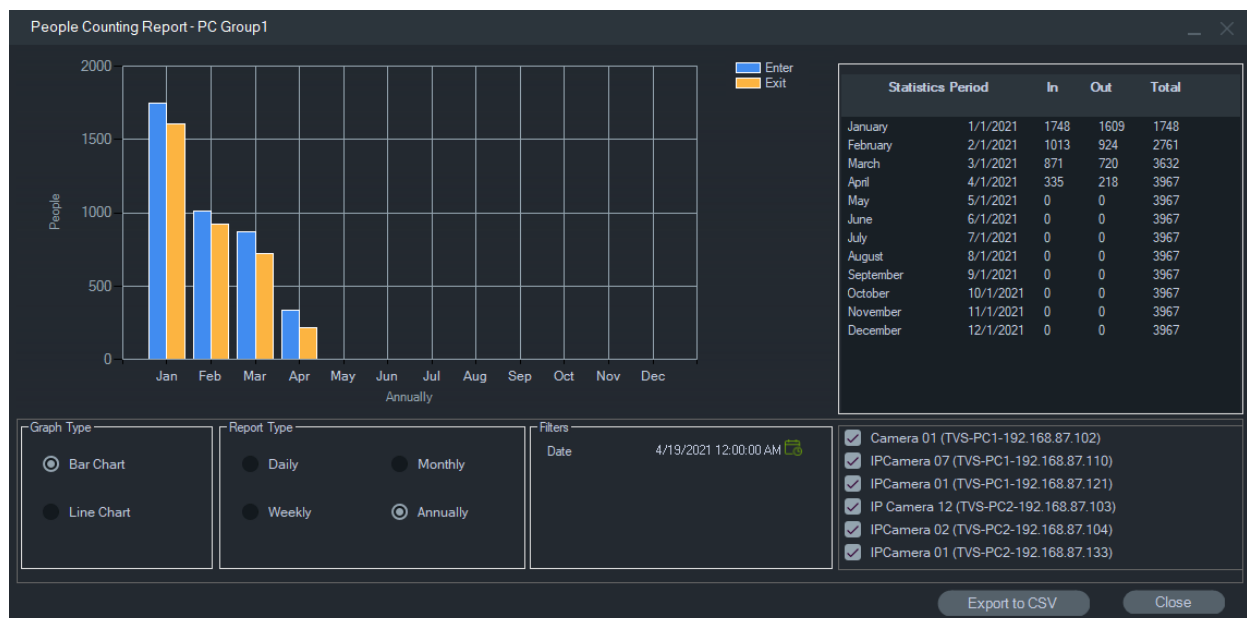 People Counting Report - PC Group1
2000
1500
1000
500
0
People
Jan Feb Mar Apr May Jun Jul Aug Sep Oct Nov Dec
Annually
Enter
Exit
Statistics Period In Out Total
January 1/1/2021 1748 1609 1748
February 2/1/2021 1013 924 2761
March 3/1/2021 871 720 3632
April 4/1/2021 335 218 3967
May 5/1/2021 0 0 3967
June 6/1/2021 0 0 3967
July 7/1/2021 0 0 3967
August 8/1/2021 0 0 3967
September 9/1/2021 0 0 3967
October 10/1/2021 0 0 3967
November 11/1/2021 0 0 3967
December 12/1/2021 0 0 3967
Graph Type
Bar Chart
Line Chart
Report Type
Daily Monthly
Weekly Annually
Filters
Date 4/19/2021 12:00:00 AM
Camera 01 (TVS-PC1-192.168.87.102)
IPCamera 07 (TVS-PC1-192.168.87.110)
IPCamera 01 (TVS-PC1-192.168.87.121)
IP Camera 12 (TVS-PC2-192.168.87.103)
IPCamera 02 (TVS-PC2-192.168.87.104)
IPCamera 01 (TVS-PC2-192.168.87.133)
Export to CSV Close